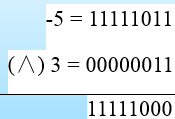 -5 = 11111011
(∧) 3 = 00000011
11111000